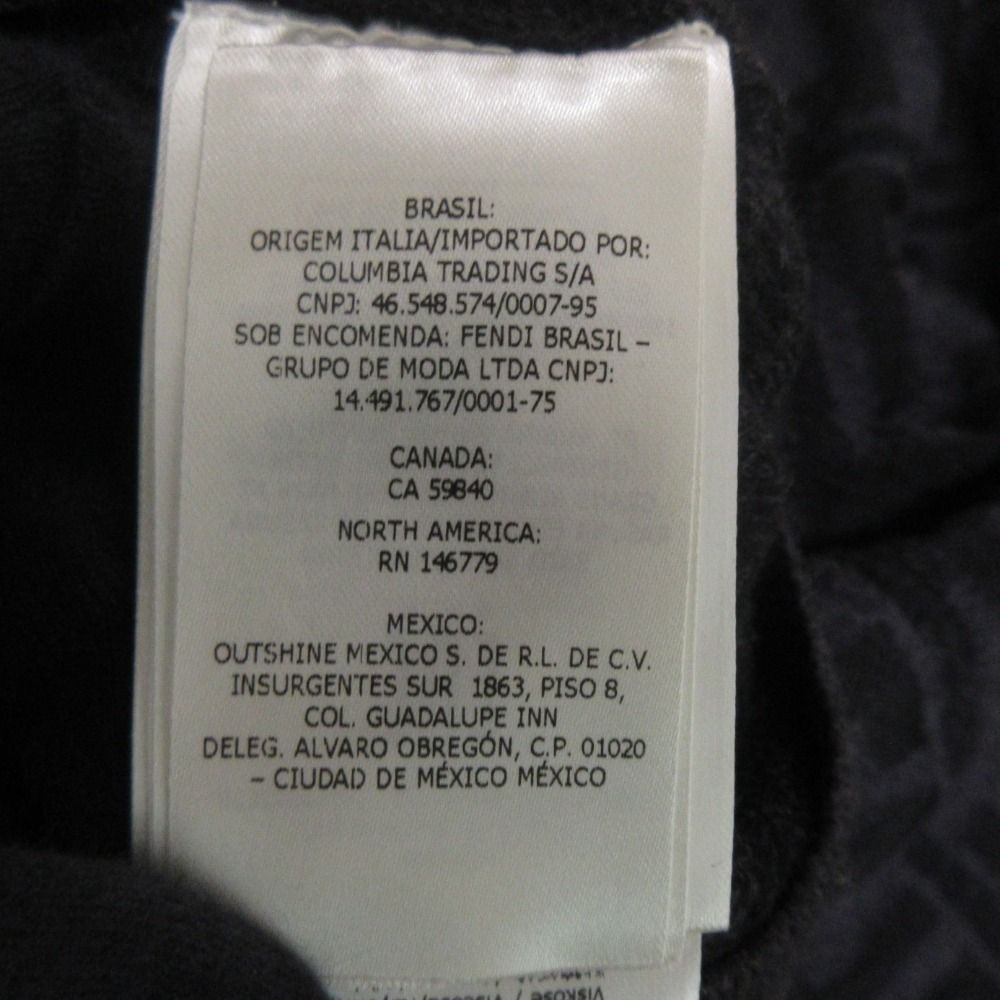 BRASIL:
ORIGEM ITALIA/IMPORTADO POR:
COLUMBIA TRADING S/A
CNPJ: 46.548.574/0007-95
SOB ENCOMENDA: FENDI BRASIL –
GRUPO DE MODA LTDA CNPJ:
14.491.767/0001-75
CANADA:
CA 59840
NORTH AMERICA:
RN 146779
MEXICO:
OUTSHINE MEXICO S. DE R.L. DE C.V.
INSURGENTES SUR 1863, PISO 8,
COL. GUADALUPE INN
DELEG. ALVARO OBREGÓN, C.P. 01020
– CIUDAD DE MÉXICO MÉXICO